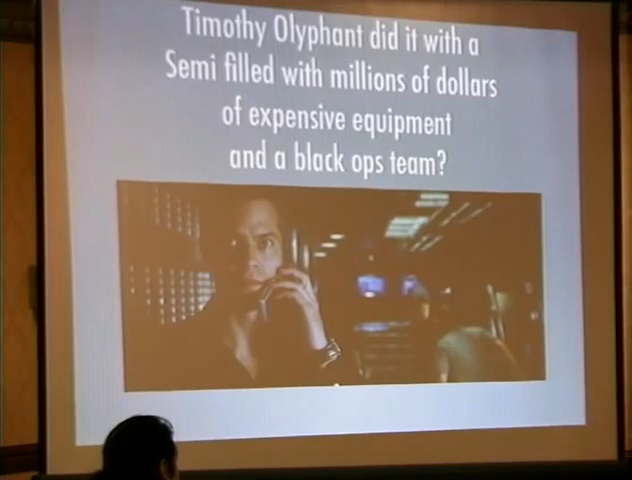 Timothy Olyphant did it with a
Semi filled with millions of dollars
of expensive equipment
and a black ops team?